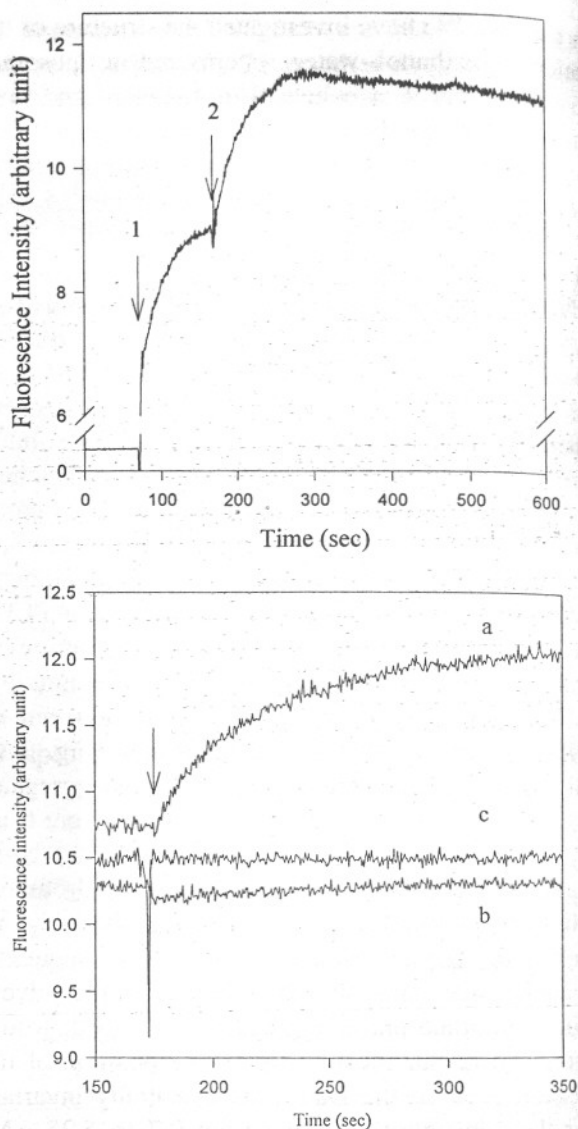 12
10
8
6
0
Fluoresence Intensity (arbitrary unit)
1
2
0 100 200 300 400 500 600
Time (sec)
12.5
12.0
11.5
11.0
10.5
10.0
9.5
9.0
Fluorescence intensity (arbitrary unit)
a
c
b
150 200 250 300 350
Time (sec)